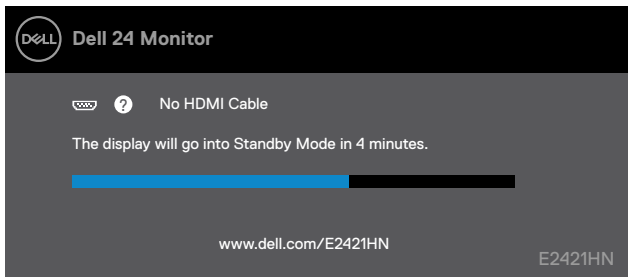 DELL Dell 24 Monitor
? No HDMI Cable
The display will go into Standby Mode in 4 minutes.
www.dell.com/E2421HN
E2421HN